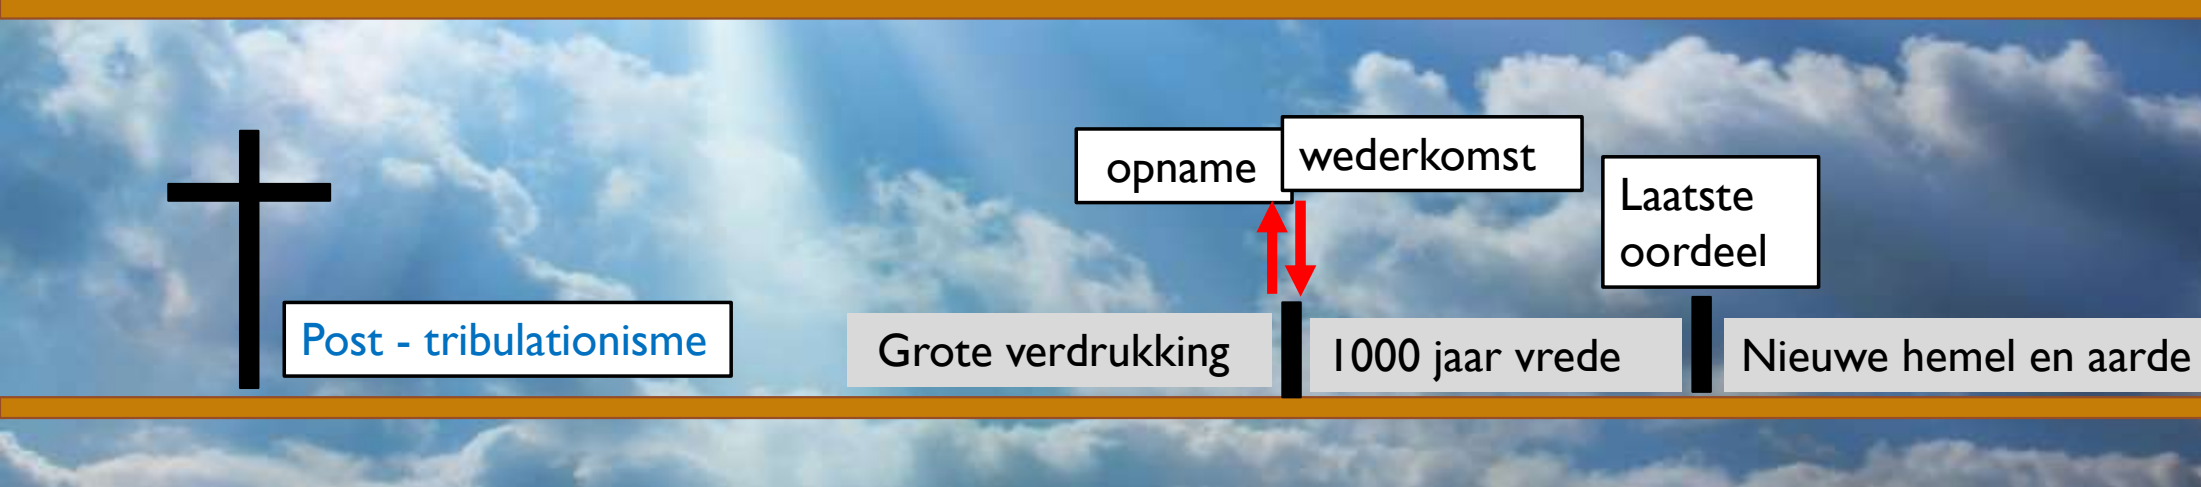 opname
wederkomst
Laatste
oordeel
Post - tribulationisme
Grote verdrukking
1000 jaar vrede
Nieuwe hemel en aarde